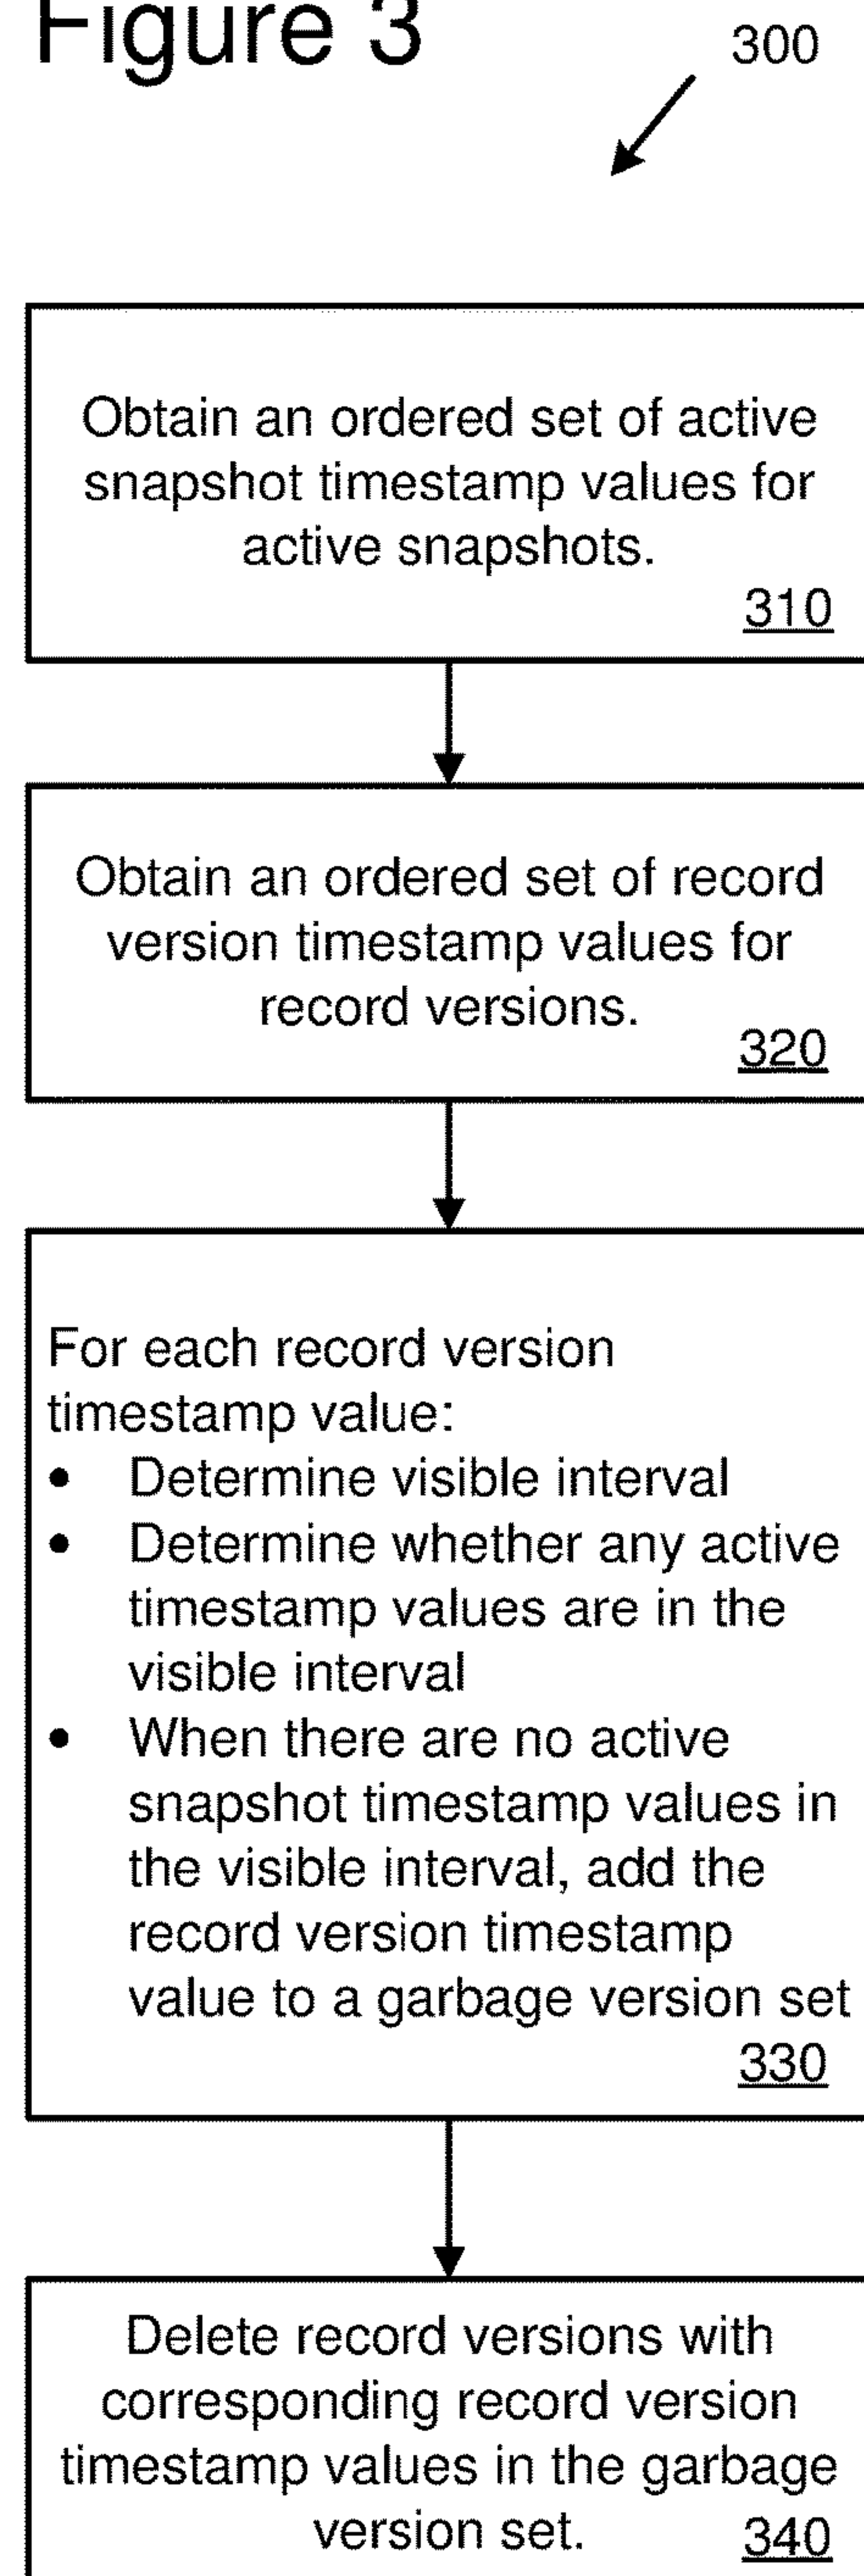 Figure 3
300
Obtain an ordered set of active
snapshot timestamp values for
active snapshots.
310
Obtain an ordered set of record
version timestamp values for
record versions.
320
For each record version
timestamp value:
• Determine visible interval
• Determine whether any active
timestamp values are in the
visible interval
• When there are no active
snapshot timestamp values in
the visible interval, add the
record version timestamp
value to a garbage version set
330
Delete record versions with
corresponding record version
timestamp values in the garbage
version set.
340